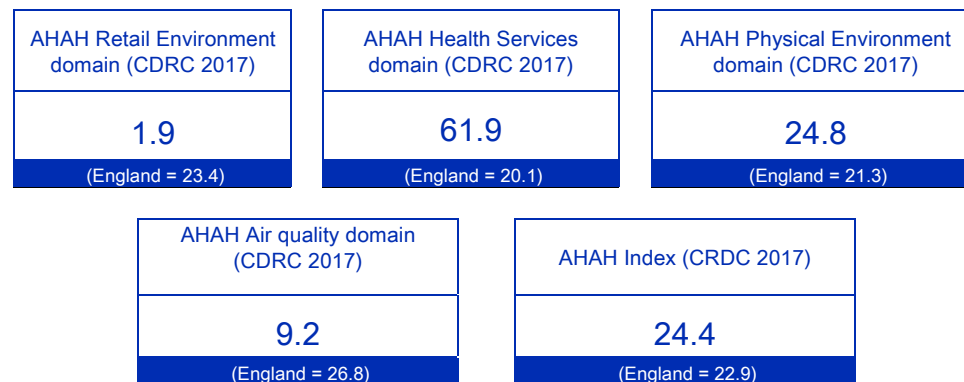 AHAH Retail Environment
domain (CDRC 2017)
1.9
(England = 23.4)
AHAH Health Services
domain (CDRC 2017)
61.9
(England = 20.1)
AHAH Physical Environment
domain (CDRC 2017)
24.8
(England = 21.3)
AHAH Air quality domain
(CDRC 2017)
9.2
(England = 26.8)
AHAH Index (CRDC 2017)
24.4
(England = 22.9)